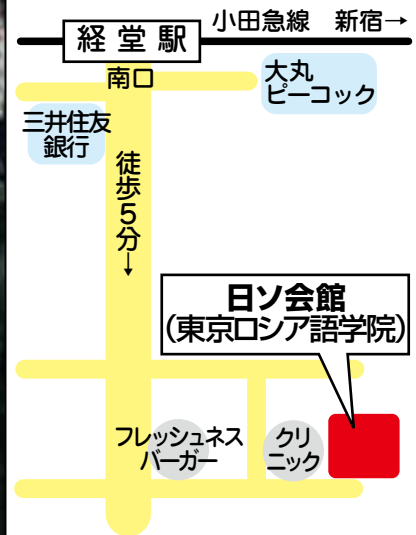 小田急線 新宿→
経堂駅
南口
大丸
ピーコック
三井住友
銀行
徒歩5分→
日ソ会館
(東京ロシア語学院)
フレッシュネス
バーガー
クリ
ニック